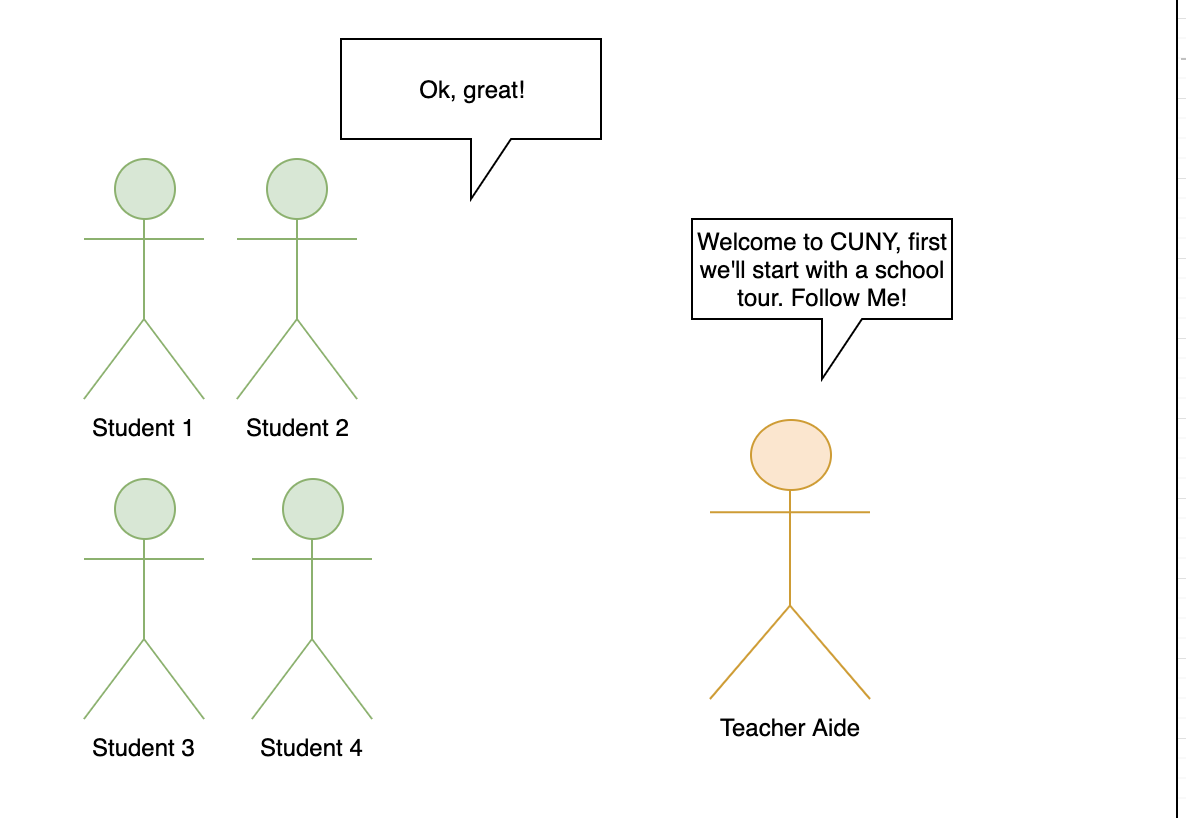 Ok, great!
Welcome to CUNY, first
we'll start with a school
tour. Follow Me!
Student 1
Student 2
Student 3
Student 4
Teacher Aide